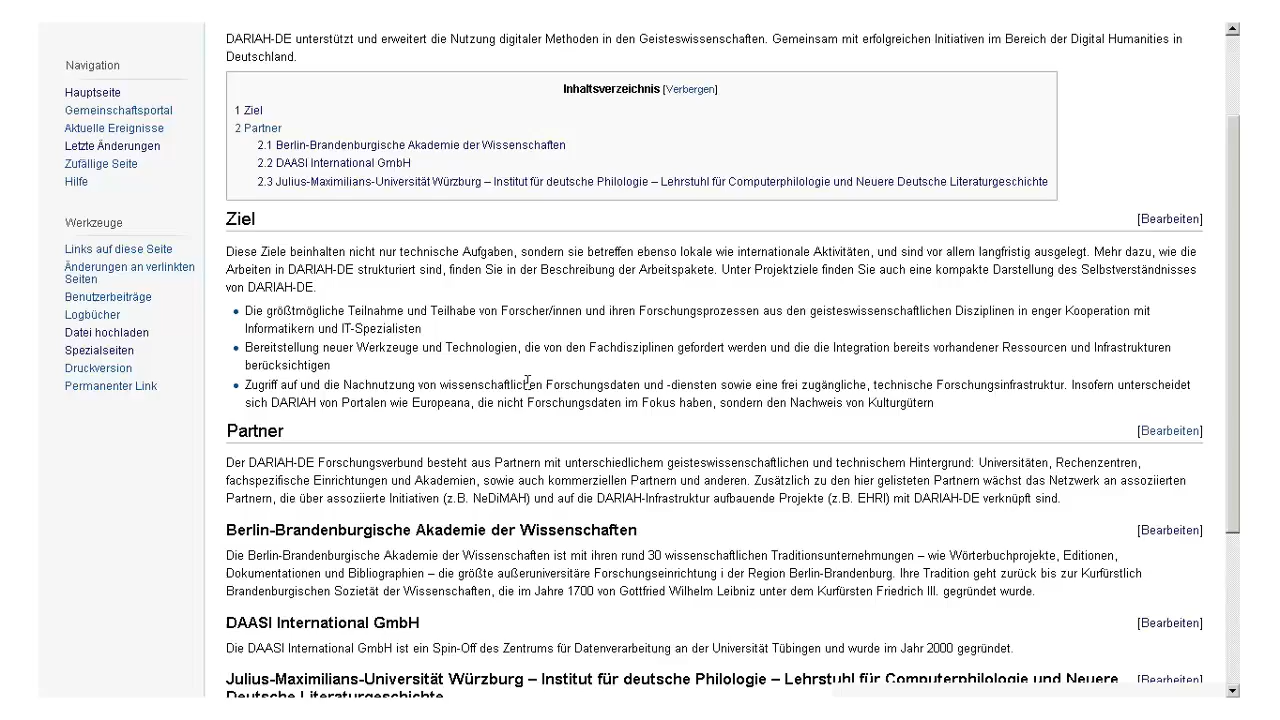 Navigation
Hauptseite
Gemeinschaftsportal
Aktuelle Ereignisse
Letzte Änderungen
Zufällige Seite
Hilfe
Werkzeuge
Links auf diese Seite
Änderungen an verlinkten
Seiten
Benutzerbeiträge
Logbücher
Datei hochladen
Spezialseiten
Druckversion
Permanenter Link
DARIAH-DE unterstützt und erweitert die Nutzung digitaler Methoden in den Geisteswissenschaften. Gemeinsam mit erfolgreichen Initiativen im Bereich der Digital Humanities in
Deutschland.
Inhaltsverzeichnis [Verbergen]
1 Ziel
2 Partner
2.1 Berlin-Brandenburgische Akademie der Wissenschaften
2.2 DAASI International GmbH
2.3 Julius-Maximilians-Universität Würzburg – Institut für deutsche Philologie – Lehrstuhl für Computerphilologie und Neuere Deutsche Literaturgeschichte
Ziel [Bearbeiten]
Diese Ziele beinhalten nicht nur technische Aufgaben, sondern sie betreffen ebenso lokale wie internationale Aktivitäten, und sind vor allem langfristig ausgelegt. Mehr dazu, wie die
Arbeiten in DARIAH-DE strukturiert sind, finden Sie in der Beschreibung der Arbeitspakete. Unter Projektziele finden Sie auch eine kompakte Darstellung des Selbstverständnisses
von DARIAH-DE.
• Die größtmögliche Teilnahme und Teilhabe von Forscher/innen und ihren Forschungsprozessen aus den geisteswissenschaftlichen Disziplinen in enger Kooperation mit
Informatikern und IT-Spezialisten
• Bereitstellung neuer Werkzeuge und Technologien, die von den Fachdisziplinen gefordert werden und die die Integration bereits vorhandener Ressourcen und Infrastrukturen
berücksichtigen
• Zugriff auf und die Nachnutzung von wissenschaftlichen Forschungsdaten und -diensten sowie eine frei zugängliche, technische Forschungsinfrastruktur. Insofern unterscheidet
sich DARIAH von Portalen wie Europeana, die nicht Forschungsdaten im Fokus haben, sondern den Nachweis von Kulturgütern
Partner [Bearbeiten]
Der DARIAH-DE Forschungsverbund besteht aus Partnern mit unterschiedlichem geisteswissenschaftlichen und technischem Hintergrund: Universitäten, Rechenzentren,
fachspezifische Einrichtungen und Akademien, sowie auch kommerziellen Partnern und anderen. Zusätzlich zu den hier gelisteten Partnern wächst das Netzwerk an assoziierten
Partnern, die über assoziierte Initiativen (z.B. NeDiMAH) und auf die DARIAH-Infrastruktur aufbauende Projekte (z.B. EHRI) mit DARIAH-DE verknüpft sind.
Berlin-Brandenburgische Akademie der Wissenschaften [Bearbeiten]
Die Berlin-Brandenburgische Akademie der Wissenschaften ist mit ihren rund 30 wissenschaftlichen Traditionsunternehmungen – wie Wörterbuchprojekte, Editionen,
Dokumentationen und Bibliographien – die größte außeruniversitäre Forschungseinrichtung i der Region Berlin-Brandenburg. Ihre Tradition geht zurück bis zur Kurfürstlich
Brandenburgischen Sozietät der Wissenschaften, die im Jahre 1700 von Gottfried Wilhelm Leibniz unter dem Kurfürsten Friedrich III. gegründet wurde.
DAASI International GmbH [Bearbeiten]
Die DAASI International GmbH ist ein Spin-Off des Zentrums für Datenverarbeitung an der Universität Tübingen und wurde im Jahr 2000 gegründet.
Julius-Maximilians-Universität Würzburg – Institut für deutsche Philologie – Lehrstuhl für Computerphilologie und Neuere [Bearbeiten]
Deutsche Literaturgeschichte